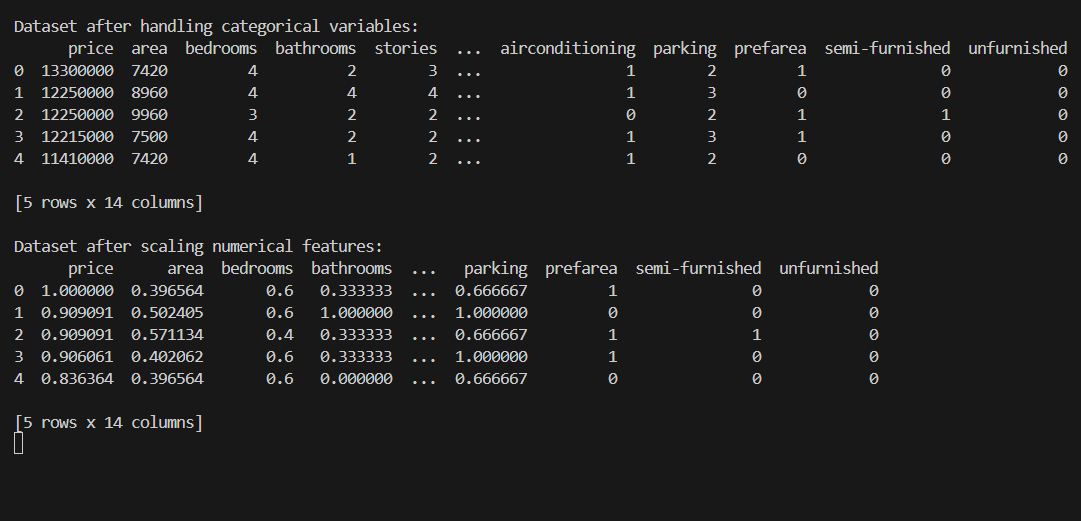 Dataset after handling categorical variables:
      price  area  bedrooms  bathrooms  stories  ...  airconditioning  parking  prefarea  semi-furnished  unfurnished
0  13300000  7420         4          2        3  ...                1        2         1               0            0
1  12250000  8960         4          4        4  ...                1        3         0               0            0
2  12250000  9960         3          2        2  ...                0        2         1               1            0
3  12215000  7500         4          2        2  ...                1        3         1               0            0
4  11410000  7420         4          1        2  ...                1        2         0               0            0
[5 rows x 14 columns]
Dataset after scaling numerical features:
      price      area  bedrooms  bathrooms  ...   parking  prefarea  semi-furnished  unfurnished
0  1.000000  0.396564       0.6   0.333333  ...  0.666667         1               0            0
1  0.909091  0.502405       0.6   1.000000  ...  1.000000         0               0            0
2  0.909091  0.571134       0.4   0.333333  ...  0.666667         1               1            0
3  0.906061  0.402062       0.6   0.333333  ...  1.000000         1               0            0
4  0.836364  0.396564       0.6   0.000000  ...  0.666667         0               0            0
[5 rows x 14 columns]